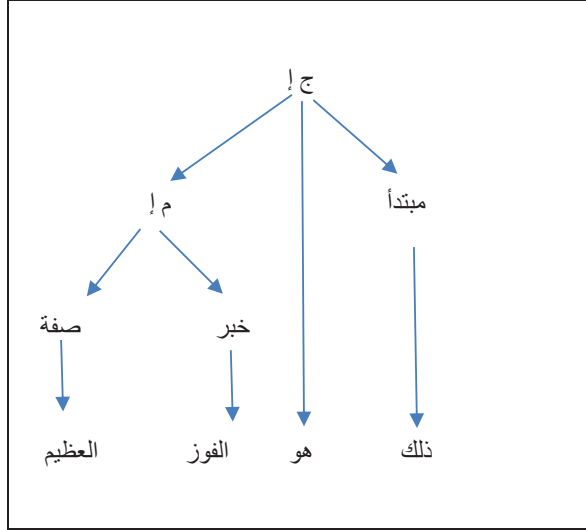 ج إ
م إ
مبتدأ
صفة
خبر
ذلك هو الفوز العظيم